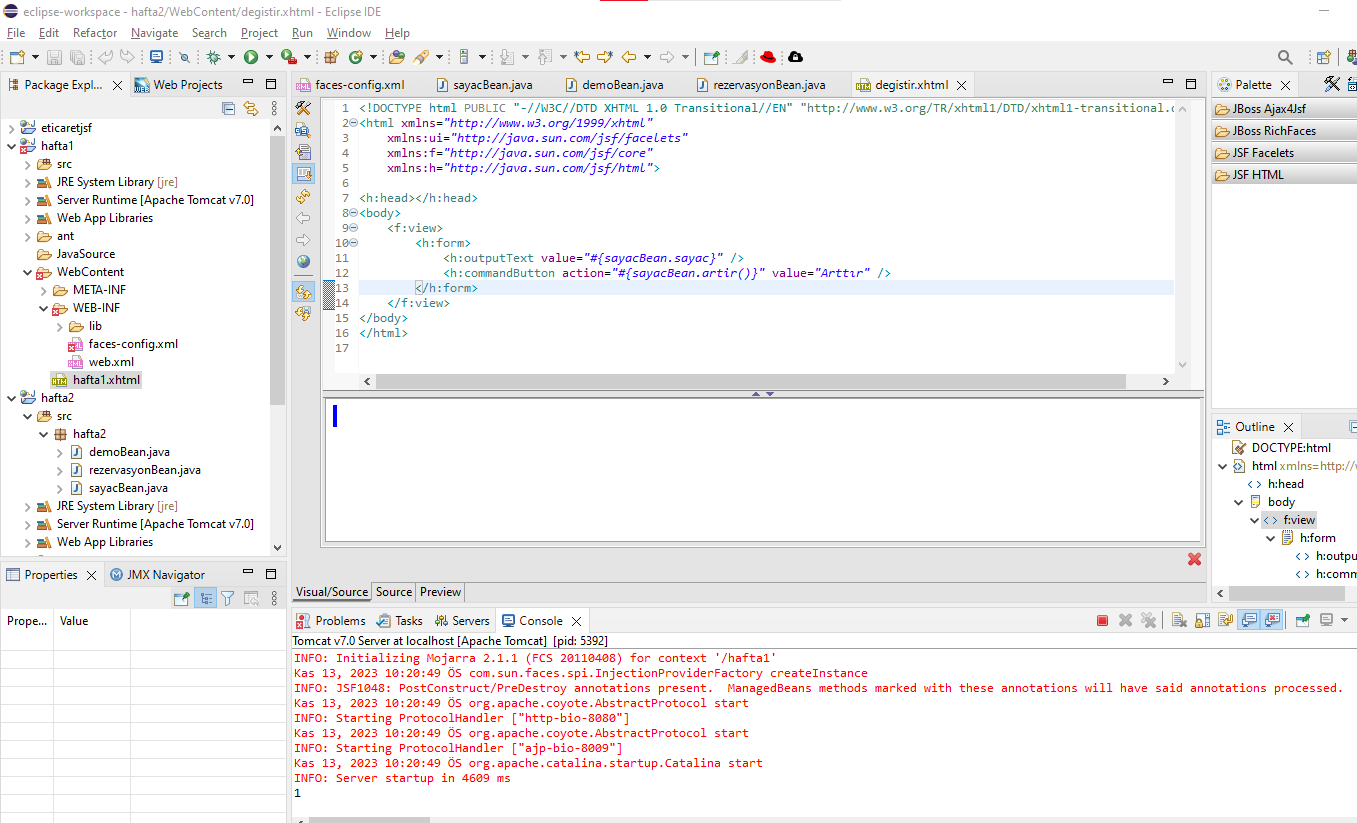 eclipse-workspace - hafta2/WebContent/degistir.xhtml - Eclipse IDE
File Edit Refactor Navigate Search Project Run Window Help
Package Expl... Web Projects
eticaretjsf
hafta1
src
JRE System Library [jre]
Server Runtime [Apache Tomcat v7.0]
Web App Libraries
ant
JavaSource
WebContent
META-INF
WEB-INF
lib
faces-config.xml
web.xml
hafta1.xhtml
hafta2
src
hafta2
demoBean.java
rezervasyonBean.java
sayacBean.java
JRE System Library [jre]
Server Runtime [Apache Tomcat v7.0]
Web App Libraries
Properties JMX Navigator
Prope... Value
faces-config.xml sayacBean.java demoBean.java rezervasyonBean.java degistir.xhtml
1 <!DOCTYPE html PUBLIC "-//W3C//DTD XHTML 1.0 Transitional//EN" "http://www.w3.org/TR/xhtml1/DTD/xhtml1-transitional.
2 <html xmlns="http://www.w3.org/1999/xhtml"
3 xmlns:ui="http://java.sun.com/jsf/facelets"
4 xmlns:f="http://java.sun.com/jsf/core"
5 xmlns:h="http://java.sun.com/jsf/html">
6
7 <h:head></h:head>
8 <body>
9 <f:view>
10 <h:form>
11 <h:outputText value="#{sayacBean.sayac}" />
12 <h:commandButton action="#{sayacBean.artir()}" value="Arttır" />
13 </h:form>
14 </f:view>
15 </body>
16 </html>
17
Visual/Source Source Preview
Palette
JBoss Ajax4Jsf
JBoss RichFaces
JSF Facelets
JSF HTML
Outline
DOCTYPE:html
html xmlns=http://
h:head
body
f:view
h:form
h:outpu
h:comm
Problems Tasks Servers Console
Tomcat v7.0 Server at localhost [Apache Tomcat] [pid: 5392]
INFO: Initializing Mojarra 2.1.1 (FCS 20110408) for context '/hafta1'
Kas 13, 2023 10:20:49 ÖS com.sun.faces.spi.InjectionProviderFactory createInstance
INFO: JSF1048: PostConstruct/PreDestroy annotations present. ManagedBeans methods marked with these annotations will have said annotations processed.
Kas 13, 2023 10:20:49 ÖS org.apache.coyote.AbstractProtocol start
INFO: Starting ProtocolHandler ["http-bio-8080"]
Kas 13, 2023 10:20:49 ÖS org.apache.coyote.AbstractProtocol start
INFO: Starting ProtocolHandler ["ajp-bio-8009"]
Kas 13, 2023 10:20:49 ÖS org.apache.catalina.startup.Catalina start
INFO: Server startup in 4609 ms
1